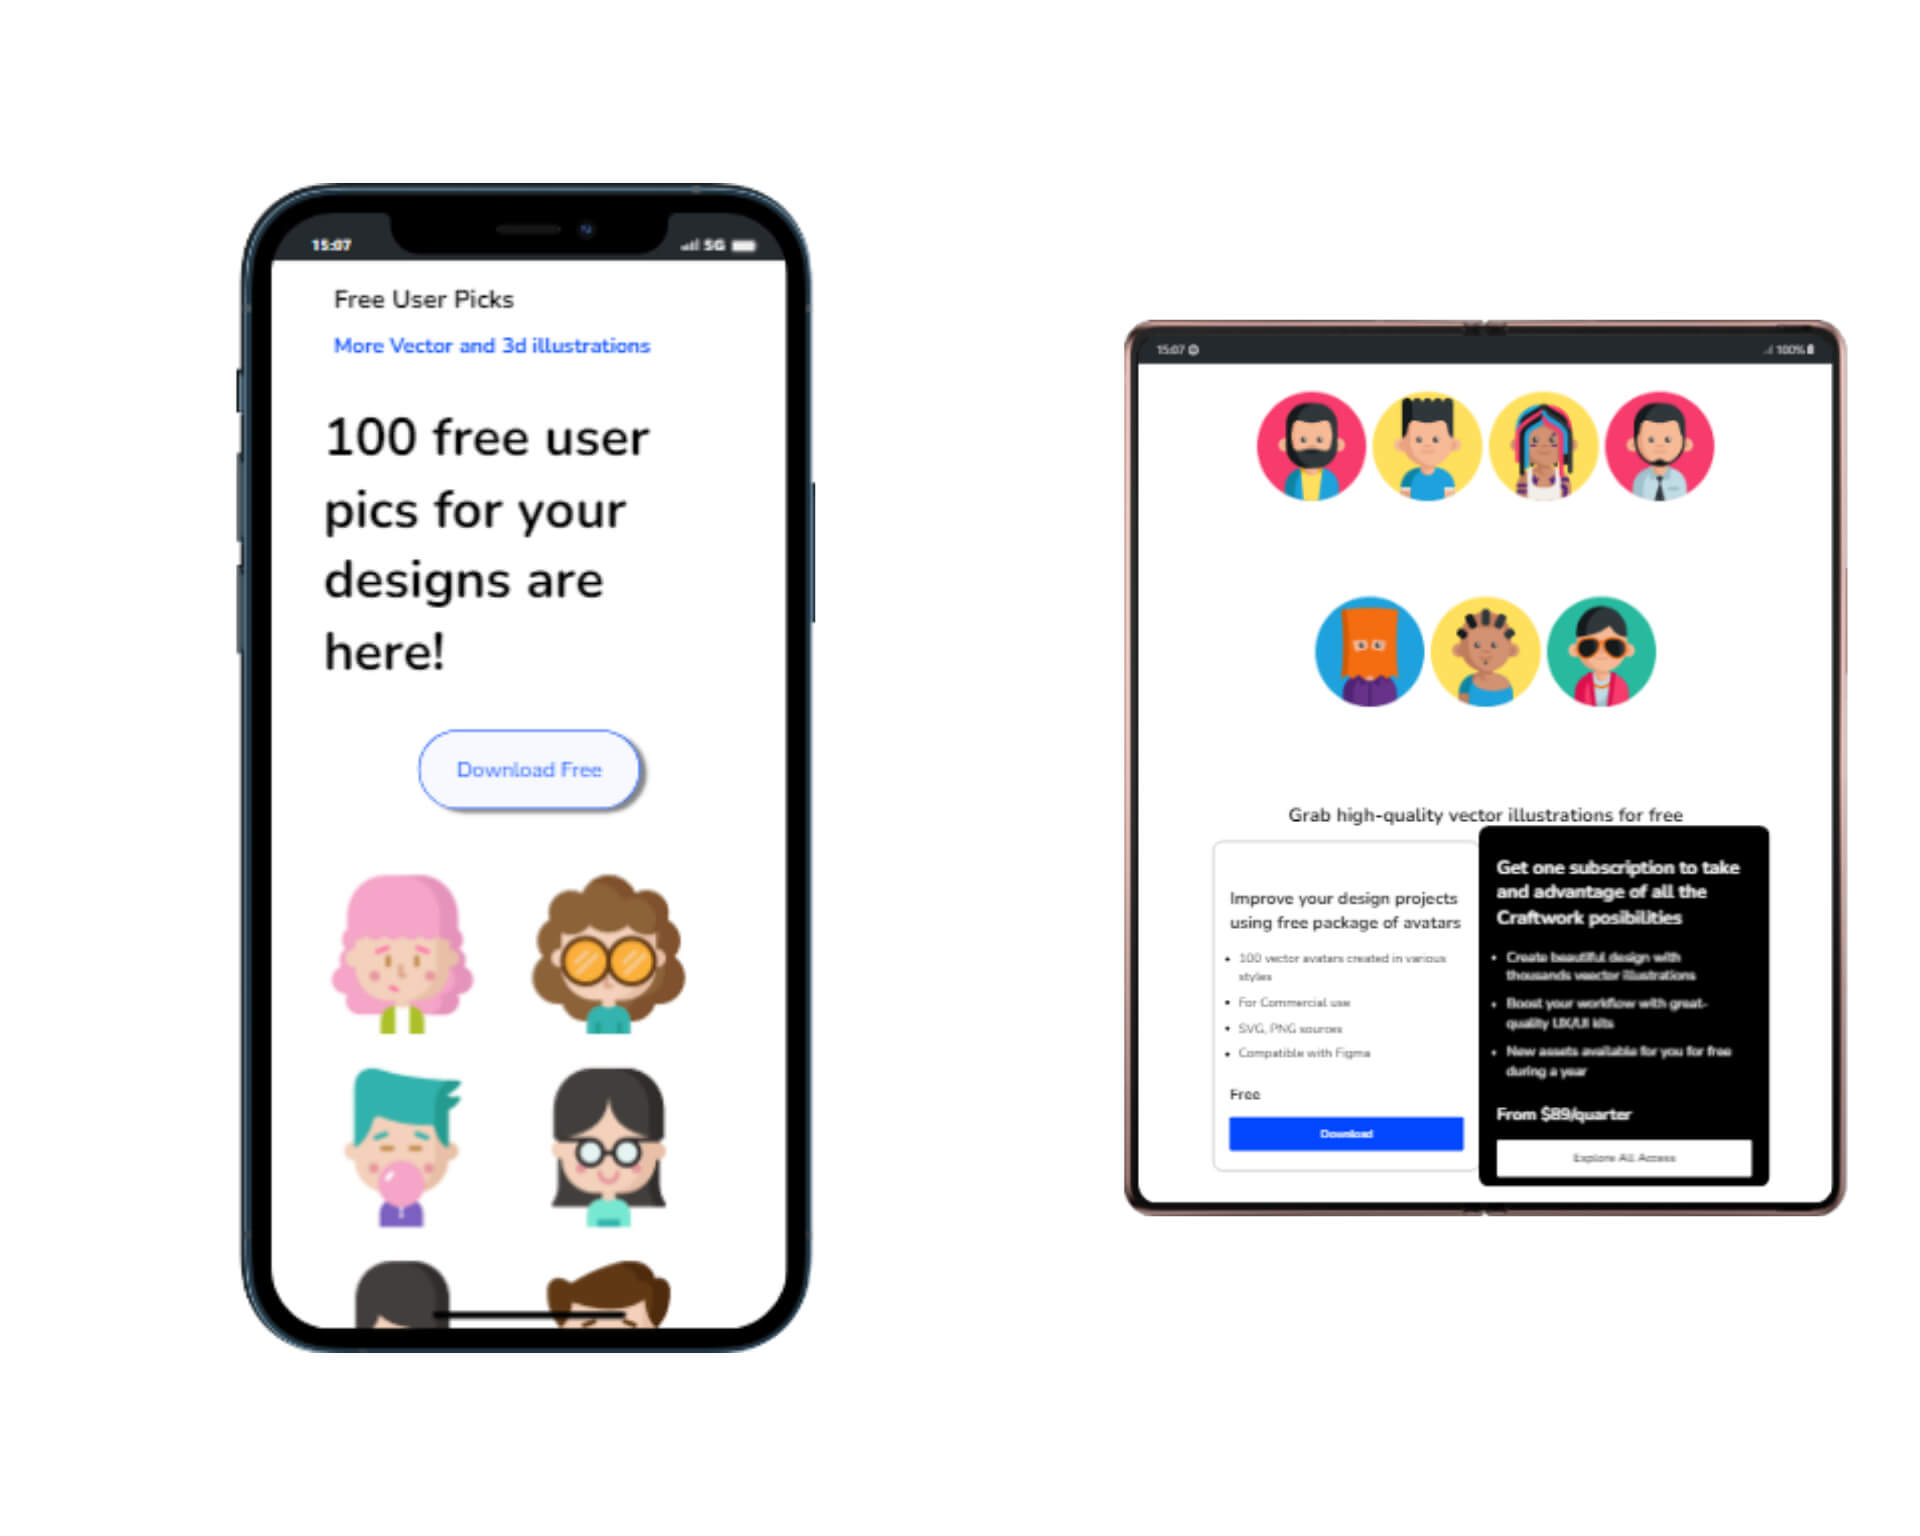 15:07
5G
Free User Picks
More Vector and 3d illustrations
100 free user
pics for your
designs are
here!
Download Free
15:07
100%
Grab high-quality vector illustrations for free
Improve your design projects
using free package of avatars
100 vector avatars created in various
styles
For Commercial use
SVG, PNG sources
Compatible with Figma
Free
Download
Get one subscription to take
and advantage of all the
Craftwork posibilities
Create beautiful design with
thousands veector illustrations
Boost your workflow with great-
quality UX/UI kits
New assets available for you for free
during a year
From $89/quarter
Explore All Access